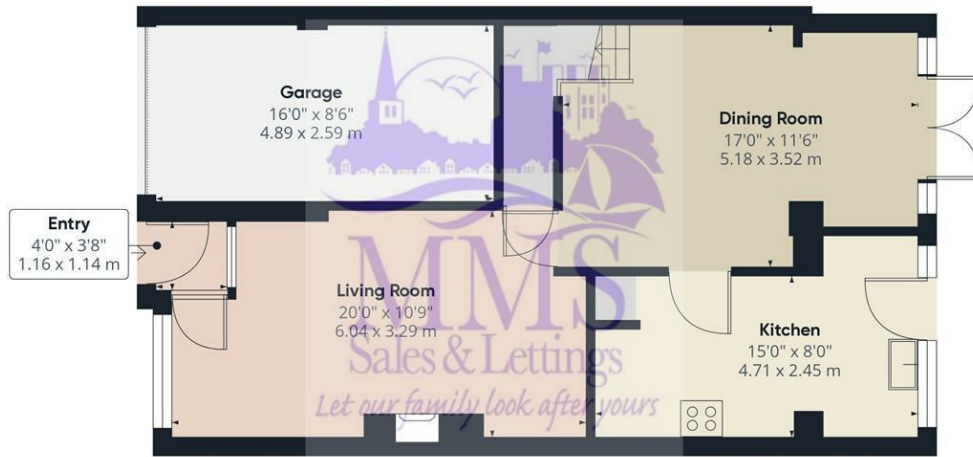 Garage
16'0" x 8'6"
4.89 x 2.59 m
Dining Room
17'0" x 11'6"
5.18 x 3.52 m
Entry
4'0" x 3'8"
1.16 x 1.14 m
Living Room
20'0" x 10'9"
6.04 x 3.29 m
Kitchen
15'0" x 8'0"
4.71 x 2.45 m
MMS
Sales & Lettings
Let our family look after yours